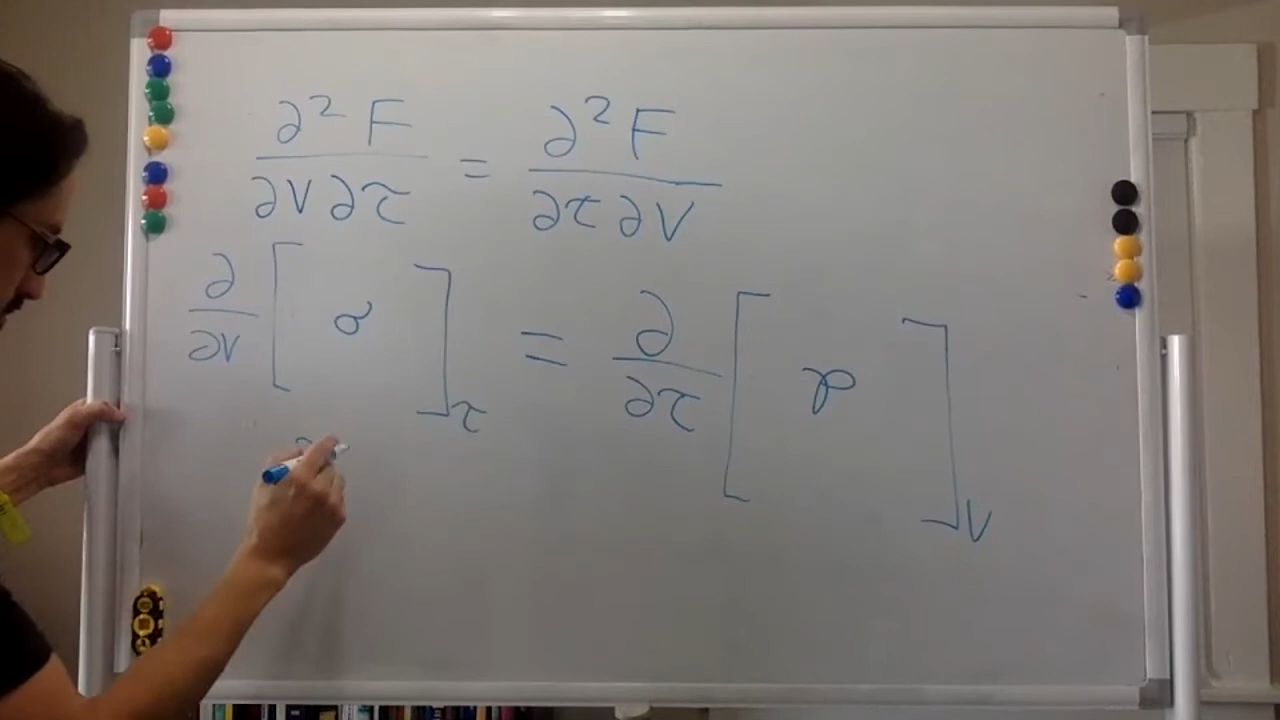 ∂²F/∂V∂τ = ∂²F/∂τ∂V
∂/∂V [ σ ]τ = ∂/∂τ [ p ]V
∂